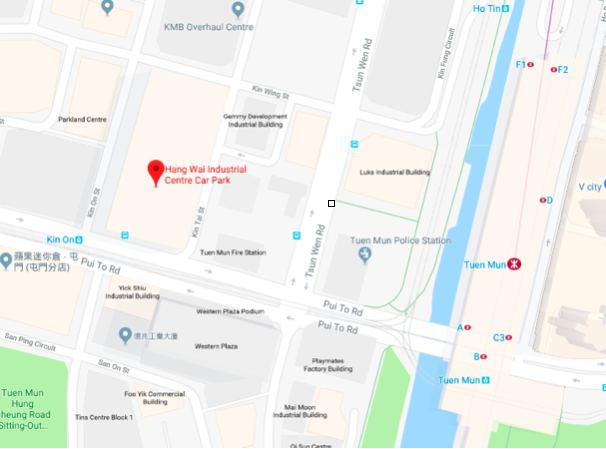 Ho Tin
KMB Overhaul Centre
Tsun Wen Rd
Kin Fung Circuit
F1
F2
Kin Wing St
Parkland Centre
Gemmy Development
Industrial Building
Hang Wai Industrial
Centre Car Park
Luks Industrial Building
V city
D
Kin On St
Kin Tai St
Kin On
Tuen Mun Fire Station
Tsun Wen Rd
Tuen Mun Police Station
蘋果迷你倉 - 屯
門 (屯門分店)
Pui To Rd
Tuen Mun
Yick Shiu
Industrial Building
Western Plaza Podium
Pui To Rd
Pui To Rd
A
C3
B
San Ping Circuit
億兆工業大廈
Western Plaza
San On St
Playmates
Factory Building
Tuen Mun
Tuen Mun
Hung
Cheung Road
Sitting-Out...
Foo Yik Commercial
Building
Tins Centre Block 1
Mai Moon
Industrial Building
Qi Sun Centre